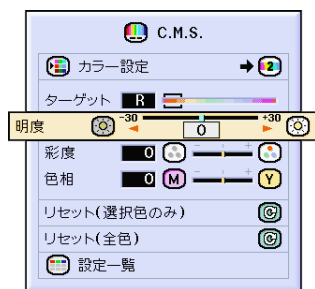 C.M.S.
カラー設定 2
ターゲット R
明度 -30 0 +30
彩度 0 - +
色相 0 M - + Y
リセット(選択色のみ)
リセット(全色)
設定一覧